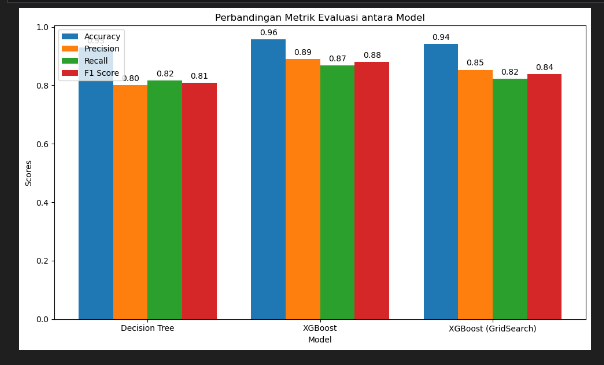 Perbandingan Metrik Evaluasi antara Model
Accuracy
Precision
Recall
F1 Score
0.80
0.82
0.81
0.96
0.89
0.87
0.88
0.94
0.85
0.82
0.84
Scores
1.0
0.8
0.6
0.4
0.2
0.0
Decision Tree
XGBoost
XGBoost (GridSearch)
Model